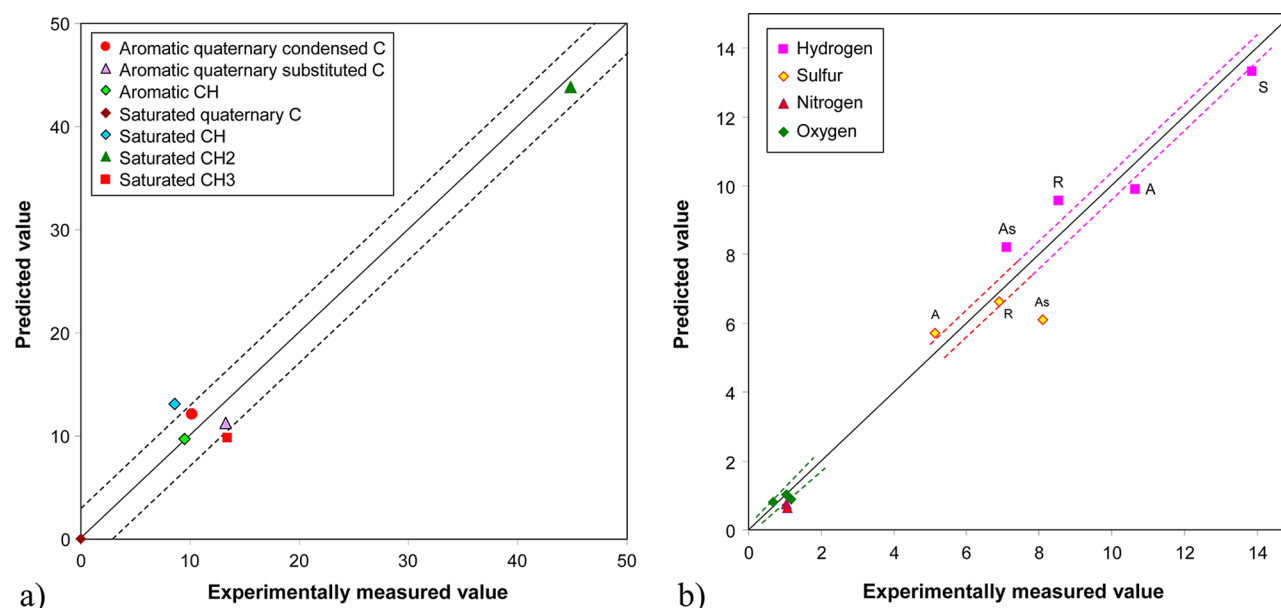 50
40
30
20
10
0
Predicted value
Aromatic quaternary condensed C
Aromatic quaternary substituted C
Aromatic CH
Saturated quaternary C
Saturated CH
Saturated CH2
Saturated CH3
0 10 20 30 40 50
Experimentally measured value
a)
14
12
10
8
6
4
2
0
Predicted value
Hydrogen
Sulfur
Nitrogen
Oxygen
S
R
A
As
A
R
As
0 2 4 6 8 10 12 14
Experimentally measured value
b)